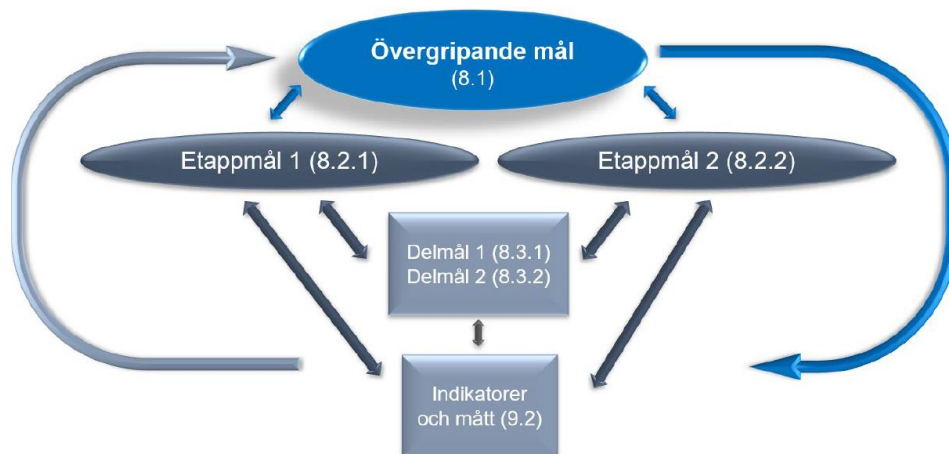 Övergripande mål
(8.1)
Etappmål 1 (8.2.1)
Etappmål 2 (8.2.2)
Delmål 1 (8.3.1)
Delmål 2 (8.3.2)
Indikatorer
och mått (9.2)